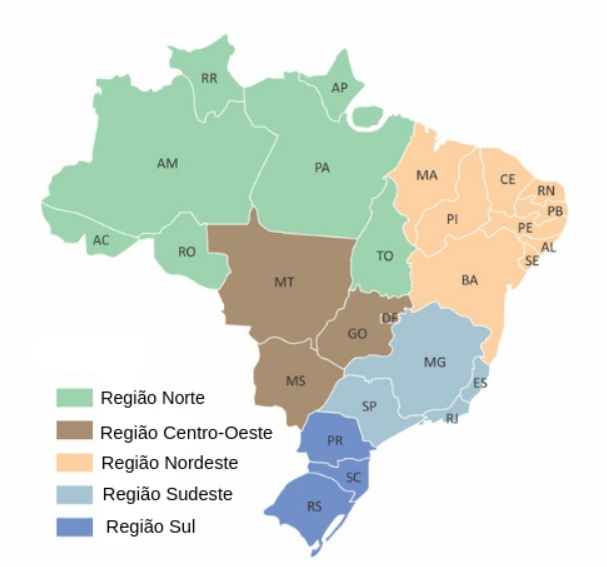 RR
AP
AM
PA
MA
CE
RN
PB
PI
PE
AL
SE
AC
RO
TO
BA
MT
DF
GO
MG
MS
ES
SP
RJ
PR
SC
RS
Região Norte
Região Centro-Oeste
Região Nordeste
Região Sudeste
Região Sul